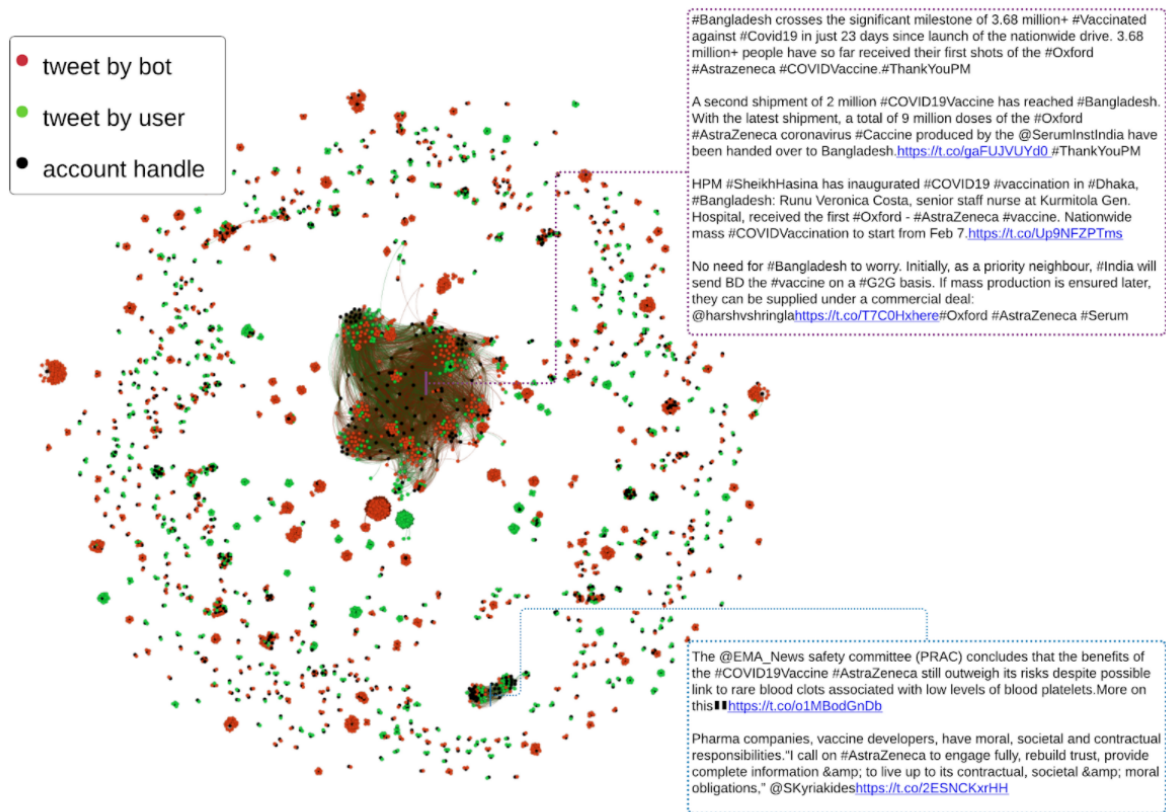 tweet by bot
tweet by user
account handle
#Bangladesh crosses the significant milestone of 3.68 million+ #Vaccinated
against #Covid19 in just 23 days since launch of the nationwide drive. 3.68
million+ people have so far received their first shots of the #Oxford
#Astrazeneca #COVIDVaccine.#ThankYouPM
A second shipment of 2 million #COVID19Vaccine has reached #Bangladesh.
With the latest shipment, a total of 9 million doses of the #Oxford
#AstraZeneca coronavirus #Caccine produced by the @SerumInstIndia have
been handed over to Bangladesh.https://t.co/gaFUJVUYd0 #ThankYouPM
HPM #SheikhHasina has inaugurated #COVID19 #vaccination in #Dhaka,
#Bangladesh: Runu Veronica Costa, senior staff nurse at Kurmitola Gen.
Hospital, received the first #Oxford - #AstraZeneca #vaccine. Nationwide
mass #COVIDVaccination to start from Feb 7.https://t.co/Up9NFZPTms
No need for #Bangladesh to worry. Initially, as a priority neighbour, #India will
send BD the #vaccine on a #G2G basis. If mass production is ensured later,
they can be supplied under a commercial deal:
@harshvshringlahttps://t.co/T7C0Hxhere#Oxford #AstraZeneca #Serum
The @EMA_News safety committee (PRAC) concludes that the benefits of
the #COVID19Vaccine #AstraZeneca still outweigh its risks despite possible
link to rare blood clots associated with low levels of blood platelets.More on
this▮▮https://t.co/o1MBodGnDb
Pharma companies, vaccine developers, have moral, societal and contractual
responsibilities."I call on #AstraZeneca to engage fully, rebuild trust, provide
complete information &amp; to live up to its contractual, societal &amp; moral
obligations," @SKyriakideshttps://t.co/2ESNCKxrHH